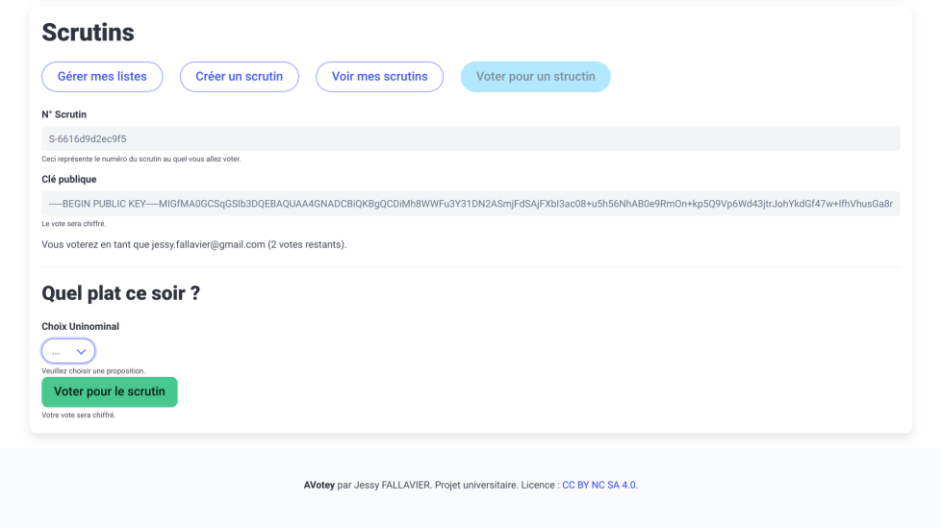 Scrutins
Gérer mes listes
Créer un scrutin
Voir mes scrutins
Voter pour un structin
N° Scrutin
S-6616d9d2ec9f5
Ceci représente le numéro du scrutin au quel vous allez voter.
Clé publique
-----BEGIN PUBLIC KEY-----MIGfMA0GCSqGSIb3DQEBAQUAA4GNADCBiQKBgQCDiMh8WWFu3Y31DN2ASmjFdSAjFXbI3ac08+u5h56NhAB0e9RmOn+kp5Q9Vp6Wd43jtrJohYkdGf47w+IfhVhusGa8r
Le vote sera chiffré.
Vous voterez en tant que jessy.fallavier@gmail.com (2 votes restants).
Quel plat ce soir ?
Choix Uninominal
...
Veuillez choisir une proposition.
Voter pour le scrutin
Votre vote sera chiffré.
AVotey par Jessy FALLAVIER. Projet universitaire. Licence : CC BY NC SA 4.0.